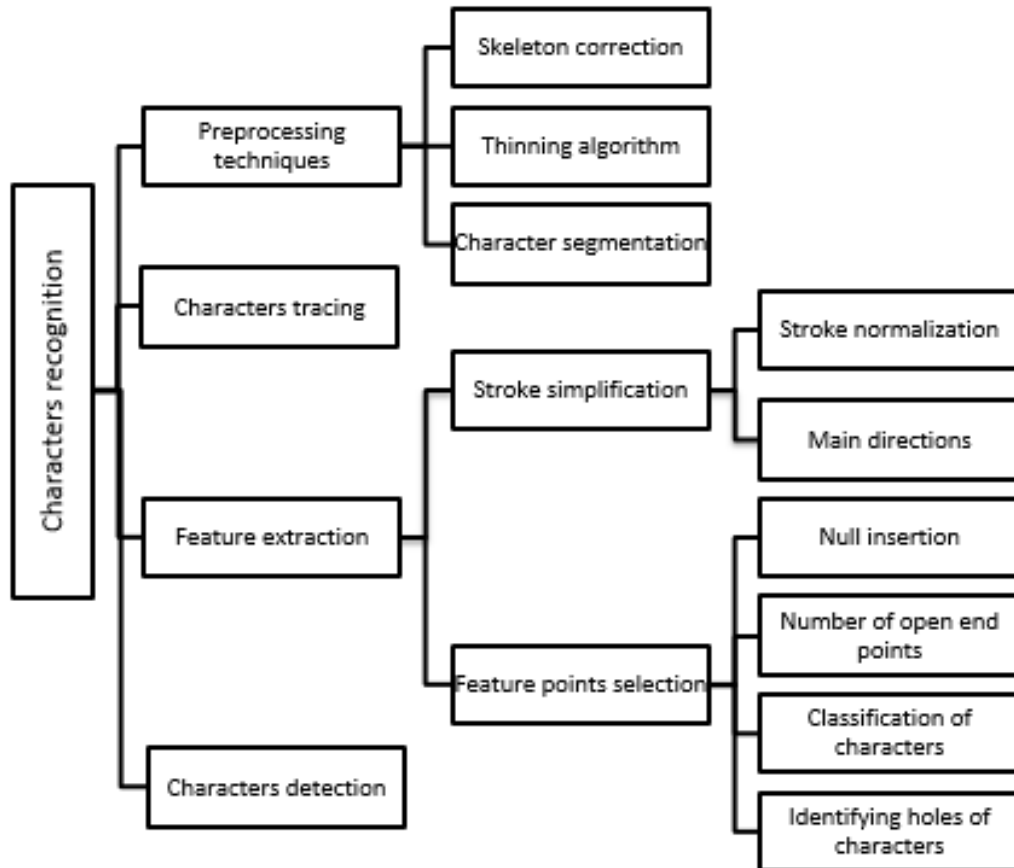 Characters recognition
Preprocessing
techniques
Skeleton correction
Thinning algorithm
Character segmentation
Characters tracing
Feature extraction
Stroke simplification
Stroke normalization
Main directions
Feature points selection
Null insertion
Number of open end
points
Classification of
characters
Identifying holes of
characters
Characters detection